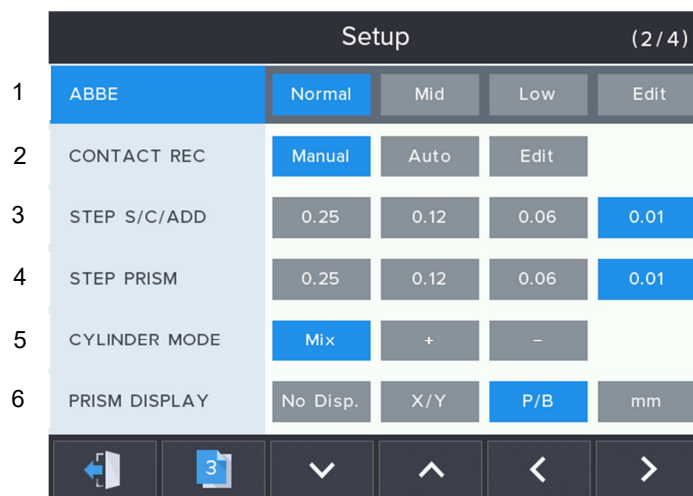 Setup (2/4)
1 ABBE Normal Mid Low Edit
2 CONTACT REC Manual Auto Edit
3 STEP S/C/ADD 0.25 0.12 0.06 0.01
4 STEP PRISM 0.25 0.12 0.06 0.01
5 CYLINDER MODE Mix + −
6 PRISM DISPLAY No Disp. X/Y P/B mm
3